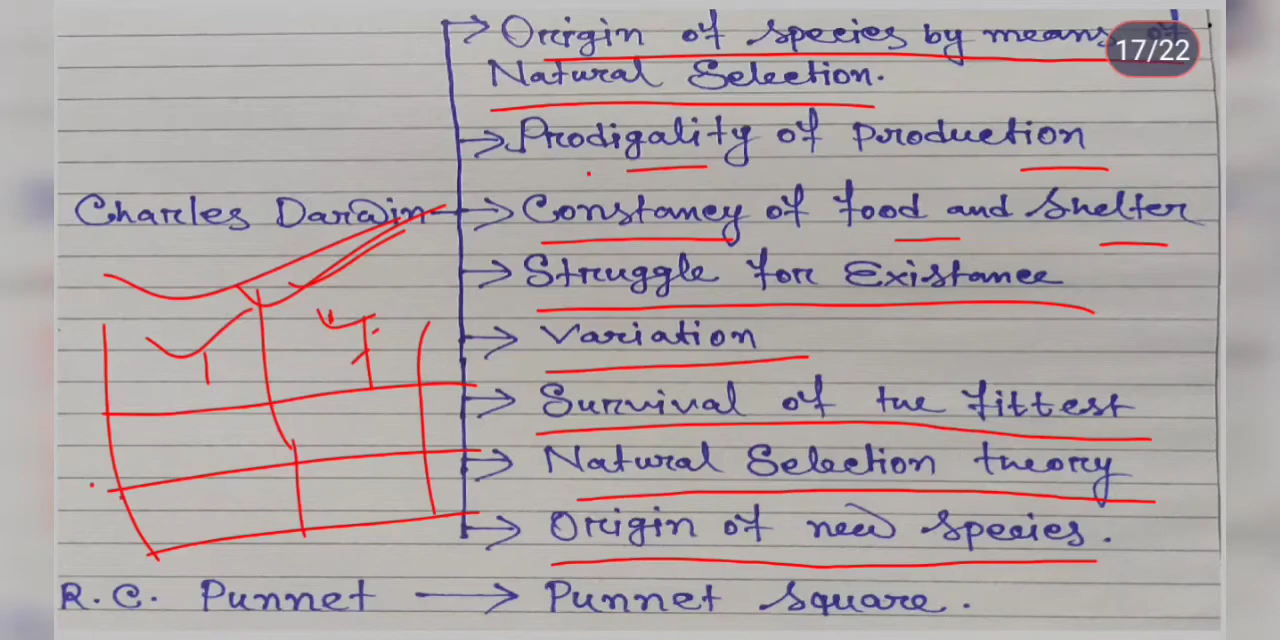 Origin of species by means of
17/22
Natural Selection.
Prodigality of production
Charles Darwin
Constancy of food and Shelter
Struggle for Existance
Variation
Survival of the fittest
Natural Selection theory
Origin of new species.
R.C. Punnet → Punnet square.